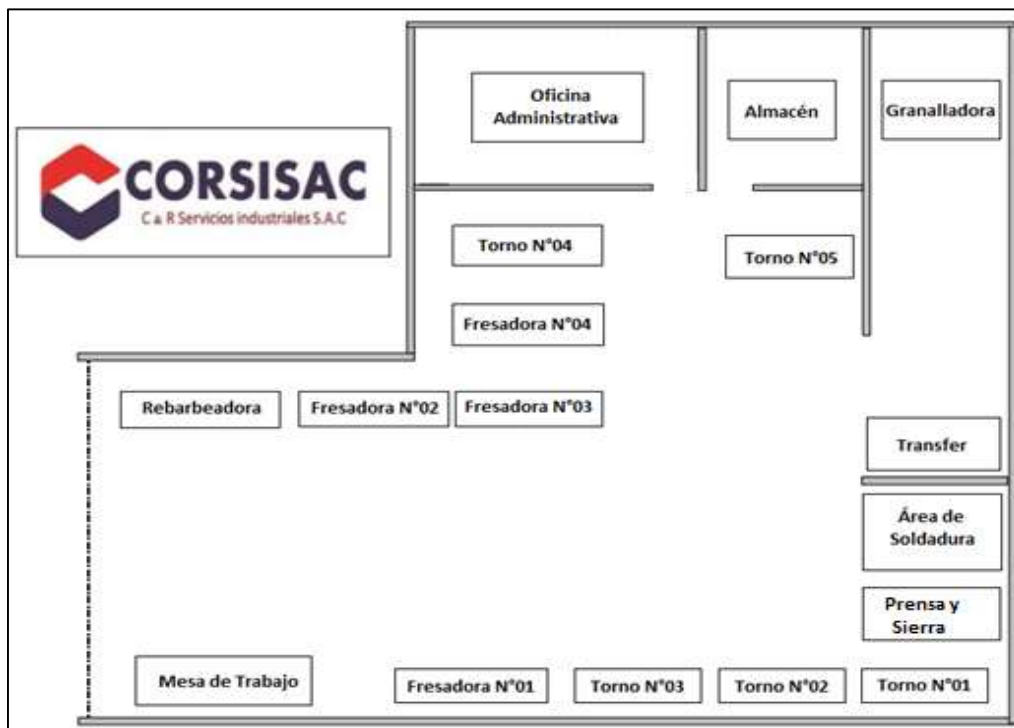 Oficina
Administrativa
Almacén
Granalladora
CORSISAC
C & R Servicios industriales S.A.C
Torno N°04
Torno N°05
Fresadora N°04
Rebarbeadora
Fresadora N°02
Fresadora N°03
Transfer
Área de
Soldadura
Prensa y
Sierra
Mesa de Trabajo
Fresadora N°01
Torno N°03
Torno N°02
Torno N°01